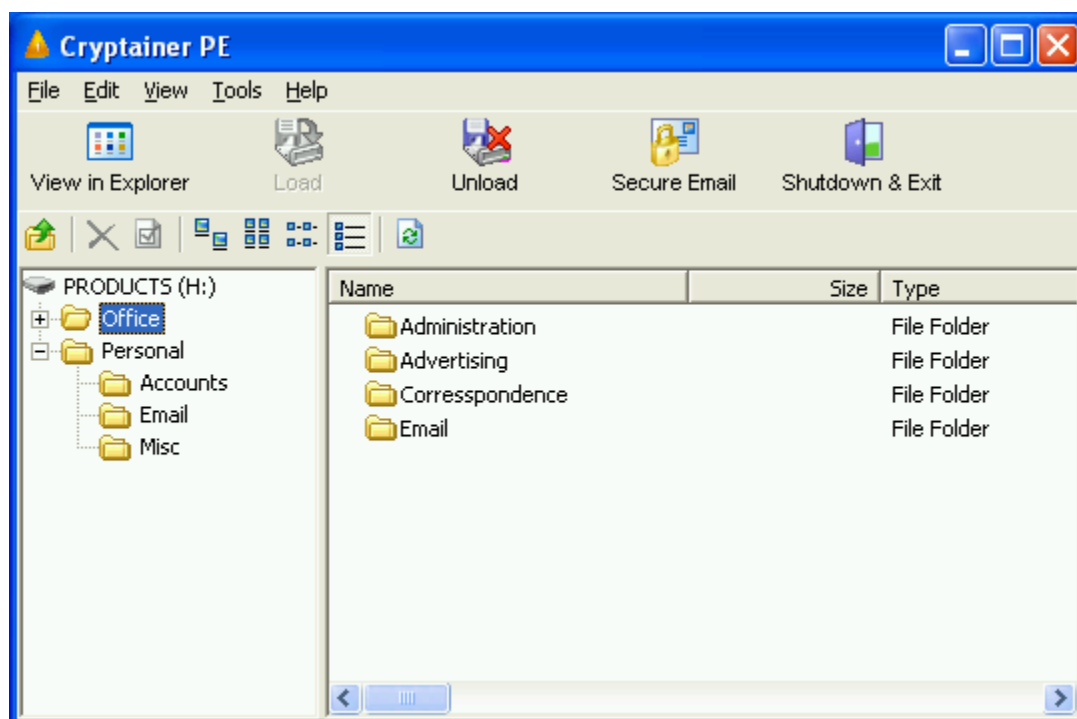 Cryptainer PE
File Edit View Tools Help
View in Explorer Load Unload Secure Email Shutdown & Exit
PRODUCTS (H:)
Office
Personal
Accounts
Email
Misc
Name Size Type
Administration File Folder
Advertising File Folder
Corresspondence File Folder
Email File Folder